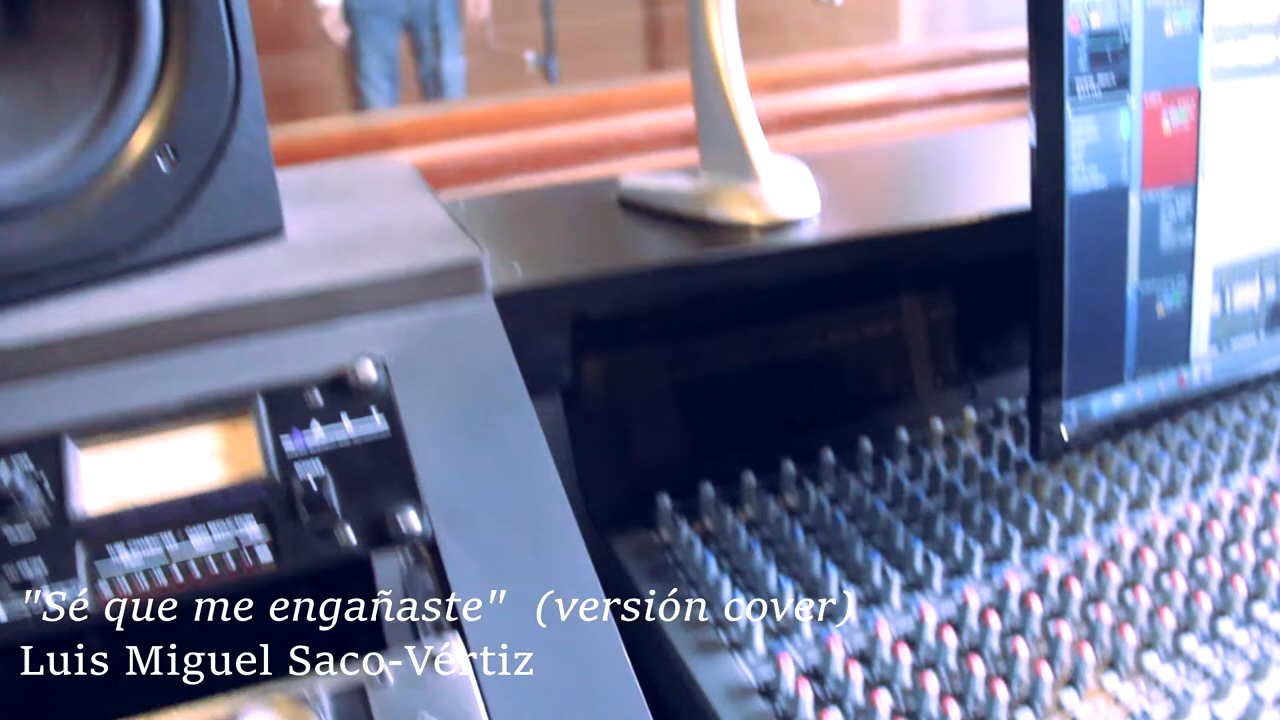 "Sé que me engañaste"  (versión cover)
Luis Miguel Saco-Vértiz